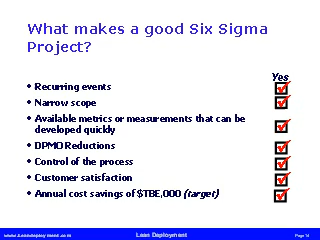 What makes a good Six Sigma
Project?
Yes
• Recurring events
• Narrow scope
• Available metrics or measurements that can be
developed quickly
• DPMO Reductions
• Control of the process
• Customer satisfaction
• Annual cost savings of $TBE,000 (target)
Lean Deployment
Page 14